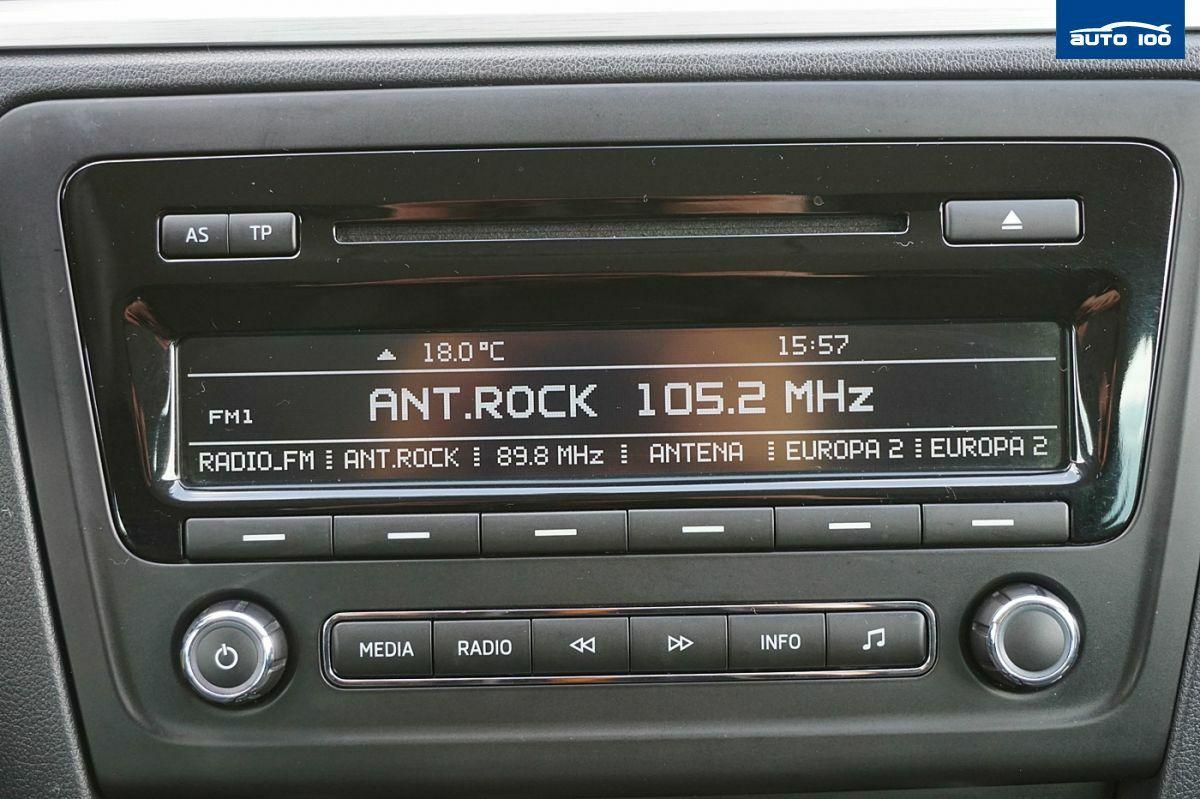 AUTO 100
AS TP
18.0 °C 15:57
FM1 ANT.ROCK 105.2 MHz
RADIO_FM ANT.ROCK 89.8 MHz ANTENA EUROPA 2 EUROPA 2
MEDIA RADIO INFO